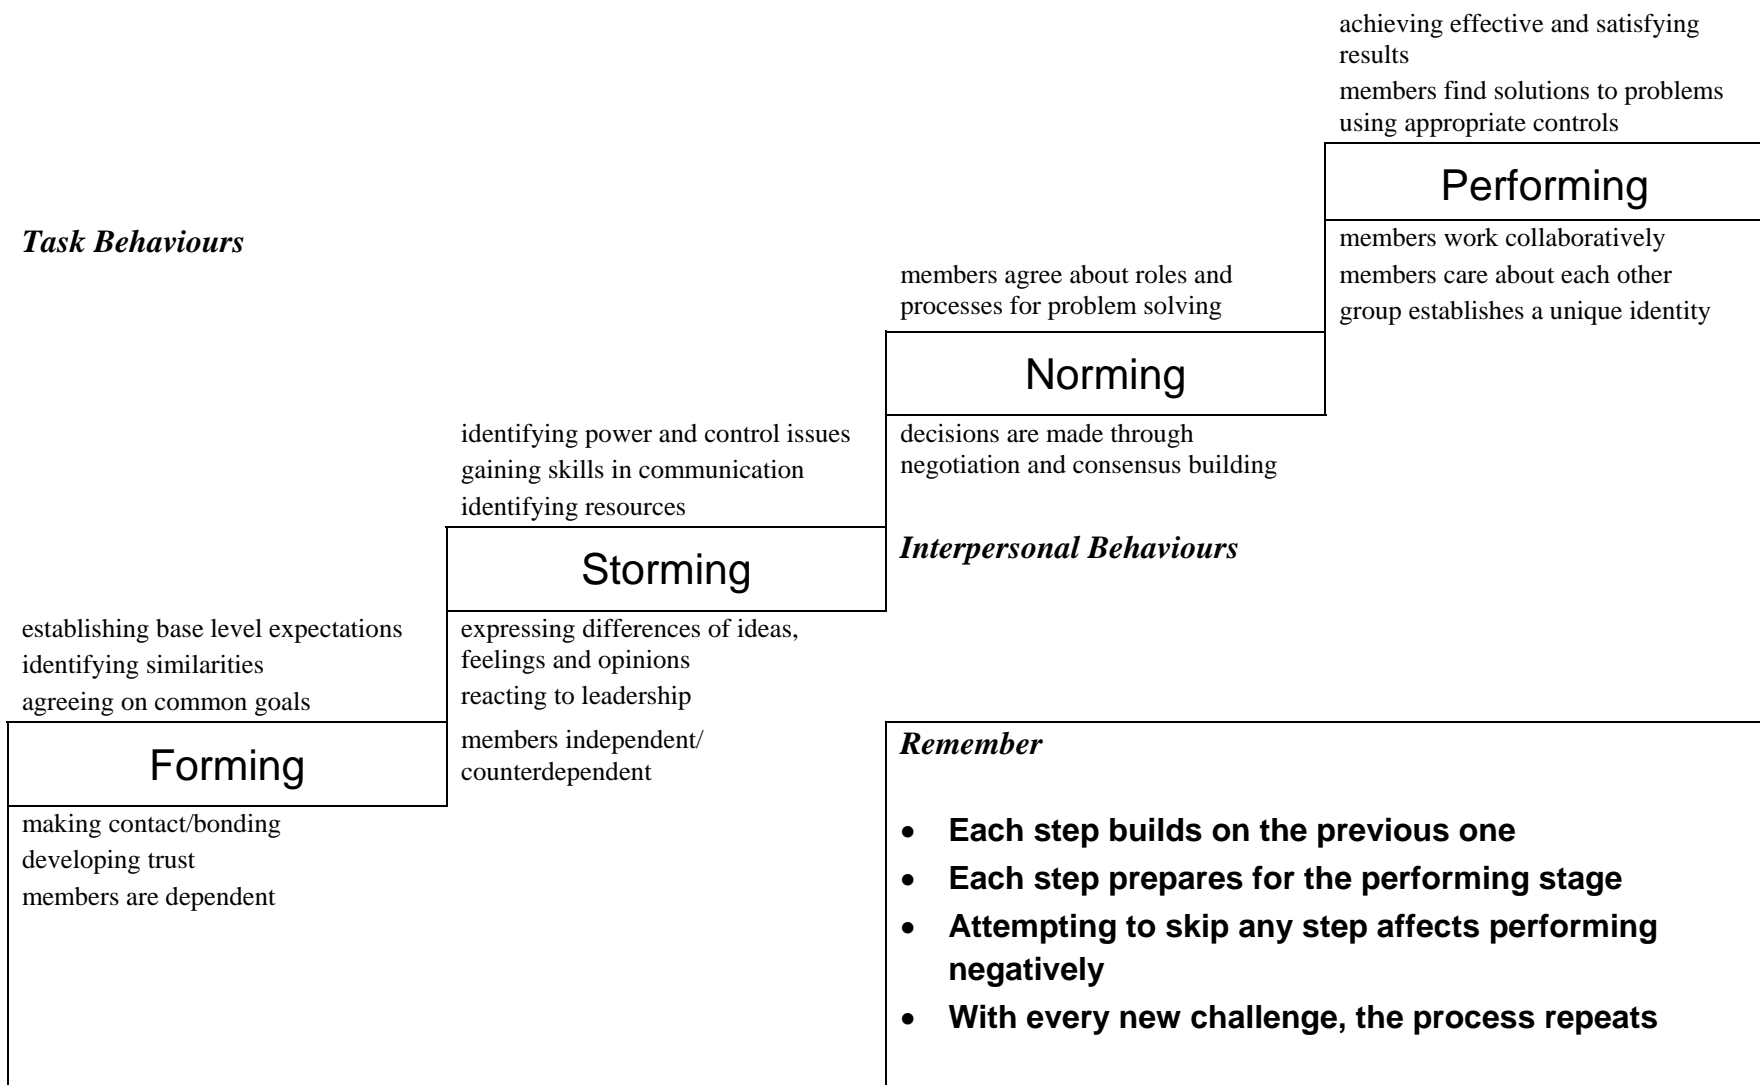 achieving effective and satisfying
results
members find solutions to problems
using appropriate controls
Performing
members work collaboratively
members care about each other
group establishes a unique identity
Task Behaviours
members agree about roles and
processes for problem solving
Norming
decisions are made through
negotiation and consensus building
Interpersonal Behaviours
identifying power and control issues
gaining skills in communication
identifying resources
Storming
expressing differences of ideas,
feelings and opinions
reacting to leadership
members independent/
counterdependent
establishing base level expectations
identifying similarities
agreeing on common goals
Forming
making contact/bonding
developing trust
members are dependent
Remember
• Each step builds on the previous one
• Each step prepares for the performing stage
• Attempting to skip any step affects performing
negatively
• With every new challenge, the process repeats